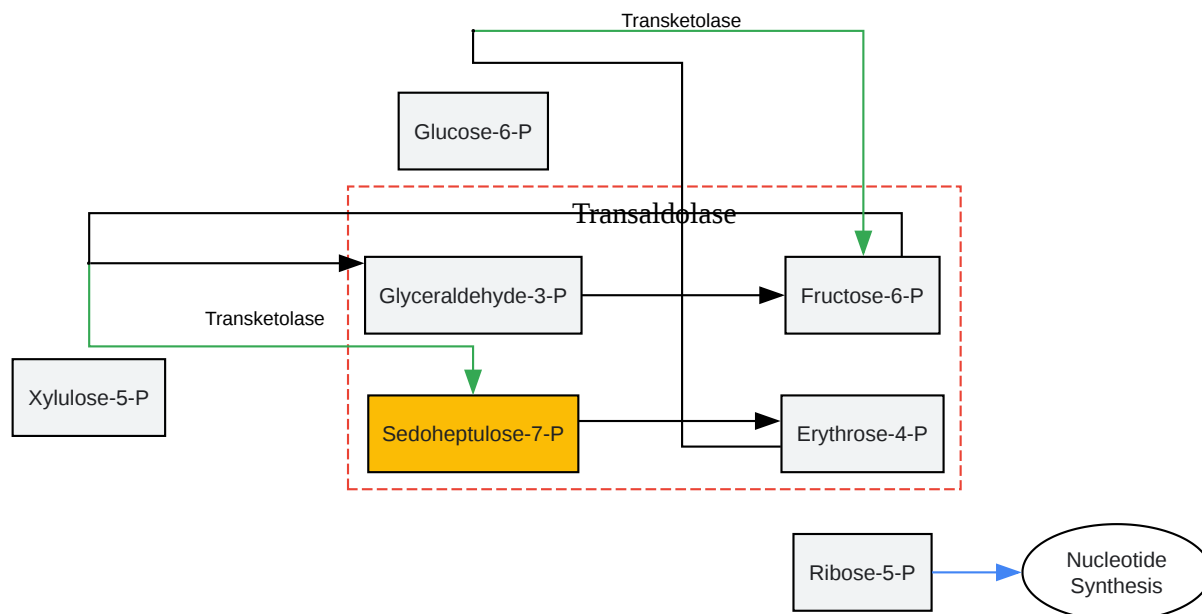 Transketolase
Glucose-6-P
Transaldolase
Glyceraldehyde-3-P
Fructose-6-P
Transketolase
Xylulose-5-P
Sedoheptulose-7-P
Erythrose-4-P
Ribose-5-P
Nucleotide
Synthesis